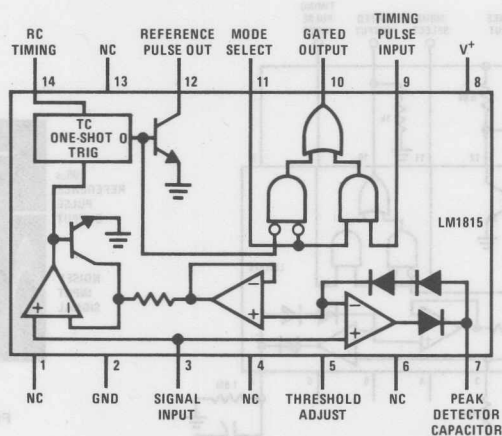 RC
TIMING
NC
REFERENCE
PULSE OUT
MODE
SELECT
GATED
OUTPUT
TIMING
PULSE
INPUT
V+
14
13
12
11
10
9
8
TC
ONE-SHOT O
TRIG
LM1815
+
−
−
+
−
+
1
2
3
4
5
6
7
NC
GND
SIGNAL
INPUT
NC
THRESHOLD
ADJUST
NC
PEAK
DETECTOR
CAPACITOR